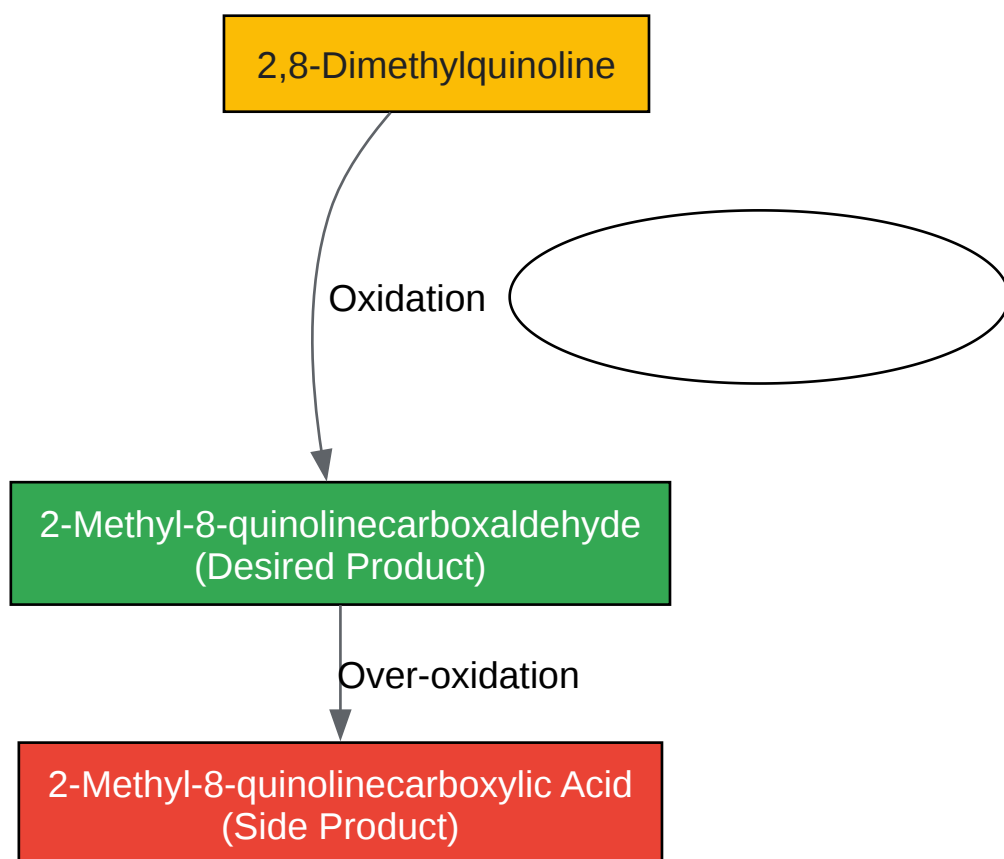 2,8-Dimethylquinoline
Oxidation
2-Methyl-8-quinolinecarboxaldehyde
(Desired Product)
Over-oxidation
2-Methyl-8-quinolinecarboxylic Acid
(Side Product)